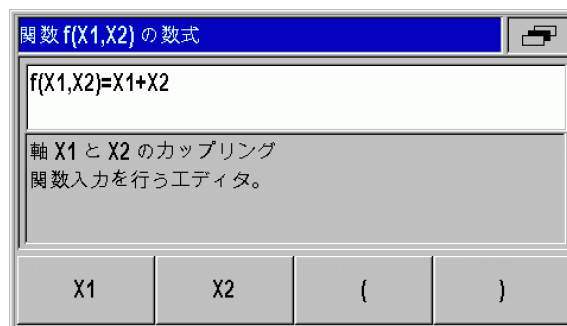 関数 f(X1,X2) の 数式
f(X1,X2)=X1+X2
軸 X1 と X2 の カップリング
関数入力を行うエディタ。
X1 X2 ( )